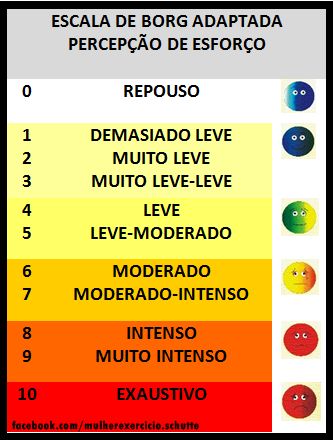 ESCALA DE BORG ADAPTADA
PERCEPÇÃO DE ESFORÇO
0 REPOUSO
1 DEMASIADO LEVE
2 MUITO LEVE
3 MUITO LEVE-LEVE
4 LEVE
5 LEVE-MODERADO
6 MODERADO
7 MODERADO-INTENSO
8 INTENSO
9 MUITO INTENSO
10 EXAUSTIVO
facebook.com/mulherexercicio.schutte